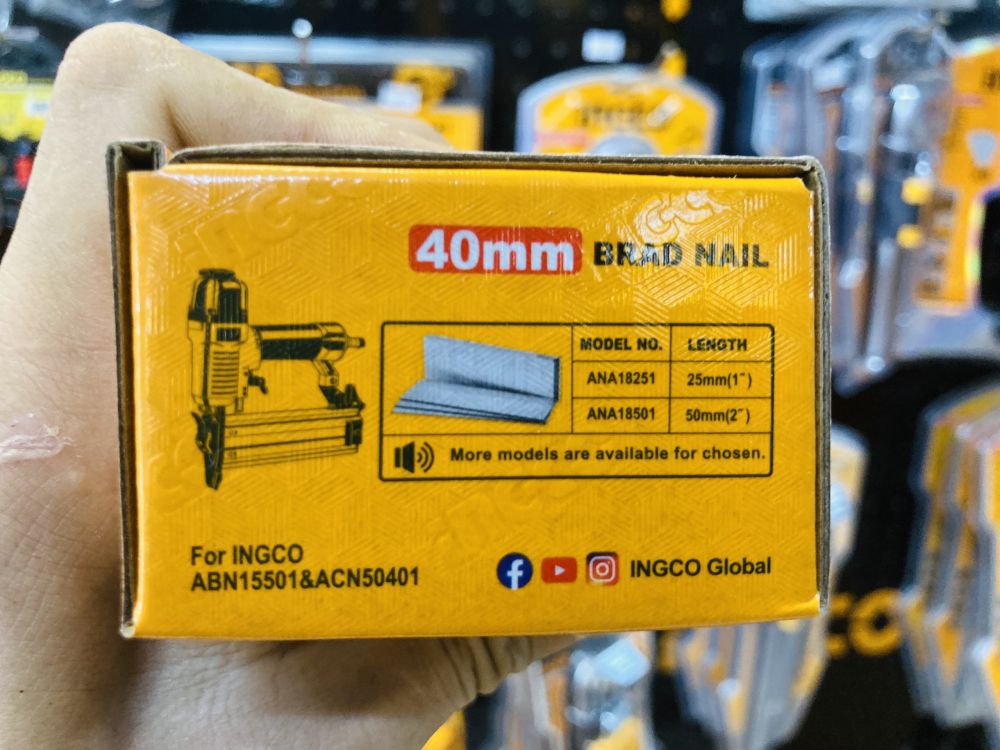 40mm BRAD NAIL
MODEL NO. LENGTH
ANA18251 25mm(1˝)
ANA18501 50mm(2˝)
More models are available for chosen.
For INGCO
ABN15501&ACN50401
INGCO Global